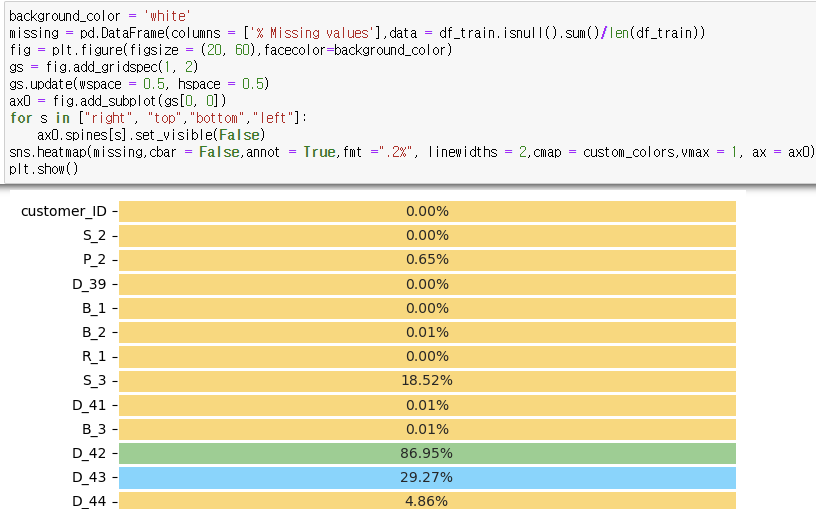 background_color = 'white'
missing = pd.DataFrame(columns = ['% Missing values'],data = df_train.isnull().sum()/len(df_train))
fig = plt.figure(figsize = (20, 60),facecolor=background_color)
gs = fig.add_gridspec(1, 2)
gs.update(wspace = 0.5, hspace = 0.5)
ax0 = fig.add_subplot(gs[0, 0])
for s in ["right", "top","bottom","left"]:
    ax0.spines[s].set_visible(False)
sns.heatmap(missing,cbar = False,annot = True,fmt =".2%", linewidths = 2,cmap = custom_colors,vmax = 1, ax = ax0)
plt.show()
customer_ID 0.00%
S_2 0.00%
P_2 0.65%
D_39 0.00%
B_1 0.00%
B_2 0.01%
R_1 0.00%
S_3 18.52%
D_41 0.01%
B_3 0.01%
D_42 86.95%
D_43 29.27%
D_44 4.86%